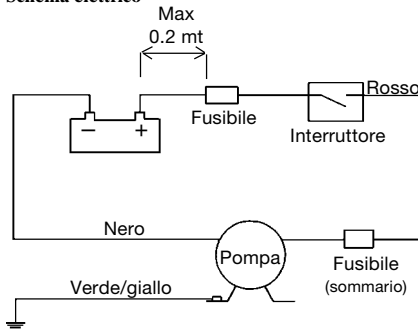 Schema elettrico
Max
0.2 mt
Rosso
Fusibile
Interruttore
− +
Nero
Pompa
Fusibile
(sommario)
Verde/giallo